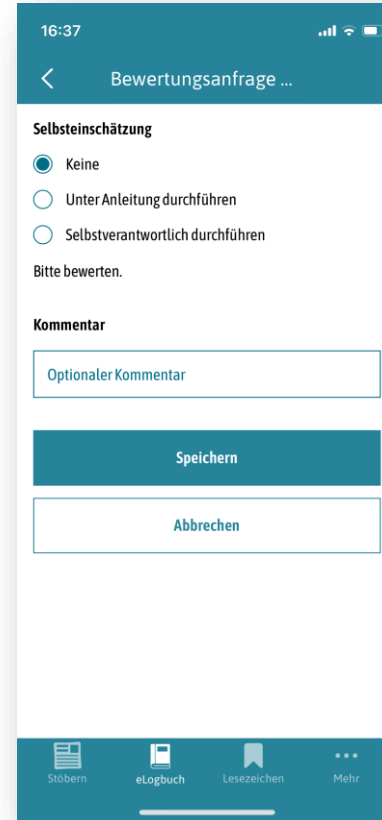 16:37
Bewertungsanfrage ...
Selbsteinschätzung
Keine
Unter Anleitung durchführen
Selbstverantwortlich durchführen
Bitte bewerten.
Kommentar
Optionaler Kommentar
Speichern
Abbrechen
Stöbern eLogbuch Lesezeichen Mehr